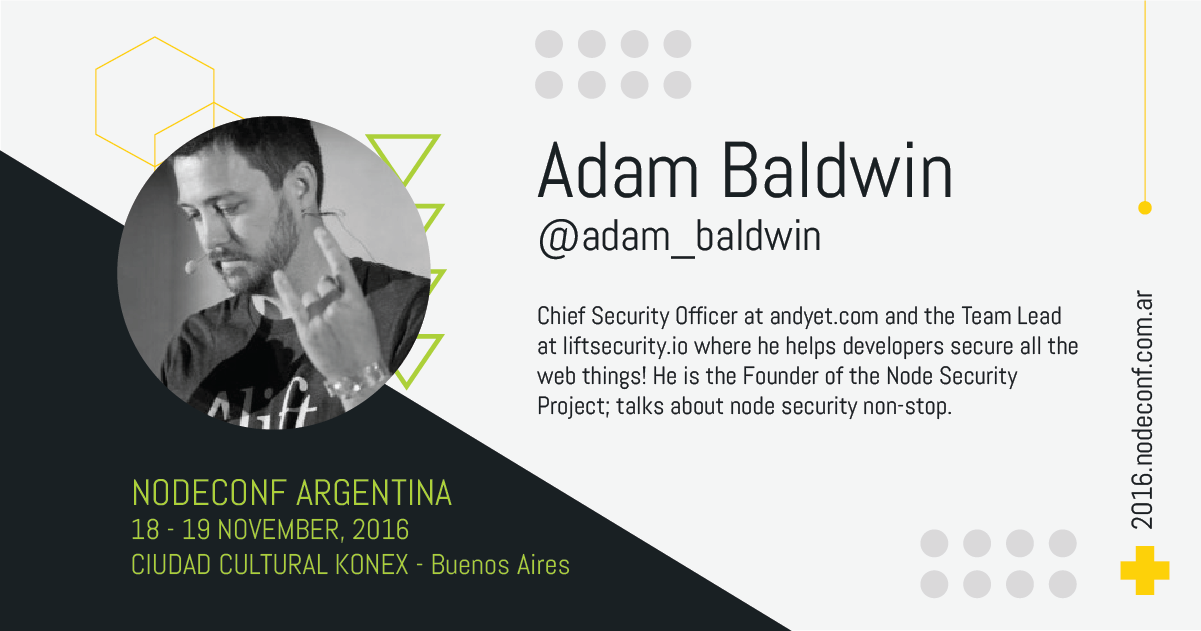 Adam Baldwin
@adam_baldwin
Chief Security Officer at andyet.com and the Team Lead
at liftsecurity.io where he helps developers secure all the
web things! He is the Founder of the Node Security
Project; talks about node security non-stop.
2016.nodeconf.com.ar
lift
NODECONF ARGENTINA
18 - 19 NOVEMBER, 2016
CIUDAD CULTURAL KONEX - Buenos Aires